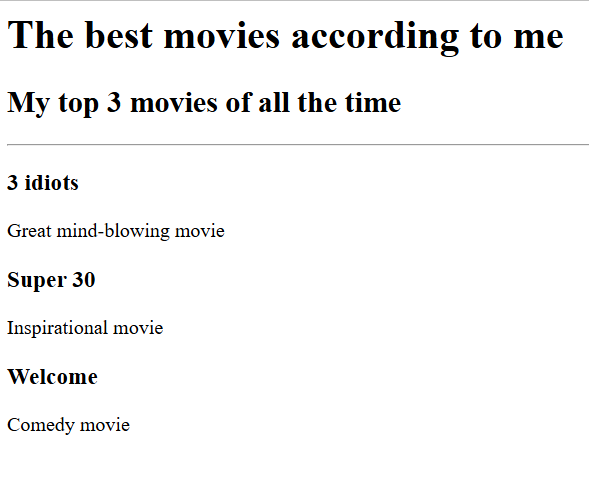 The best movies according to me
My top 3 movies of all the time
3 idiots
Great mind-blowing movie
Super 30
Inspirational movie
Welcome
Comedy movie